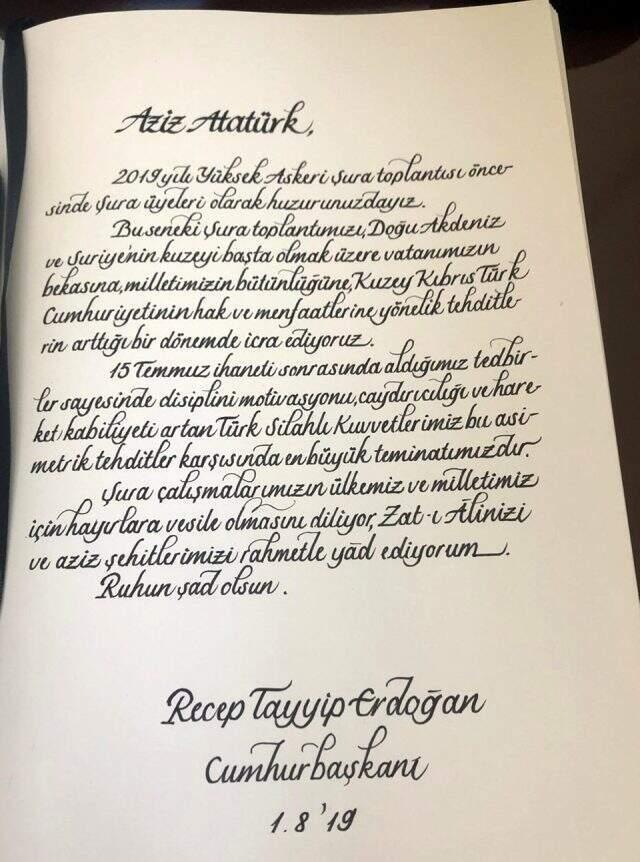 Aziz Atatürk,
2019 yılı Yüksek Askeri Şura toplantısı önce-
sinde Şura üyeleri olarak huzurunuzdayız.
Bu seneki Şura toplantımızı, Doğu Akdeniz
ve Suriye'nin kuzeyi başta olmak üzere vatanımızın
bekasına, milletimizin bütünlüğüne, Kuzey Kıbrıs Türk
Cumhuriyetinin hak ve menfaatlerine yönelik tehditle-
rin arttığı bir dönemde icra ediyoruz.
15 Temmuz ihaneti sonrasında aldığımız tedbir-
ler sayesinde disiplini motivasyonu, caydırıcılığı ve hare-
ket kabiliyeti artan Türk Silahlı Kuvvetlerimiz bu asi-
metrik tehditler karşısında en büyük teminatımızdır.
Şura çalışmalarımızın ülkemiz ve milletimiz
için hayırlara vesile olmasını diliyor, Zat-ı Âlinizi
ve aziz şehitlerimizi rahmetle yâd ediyorum.
Ruhun şad olsun.
Recep Tayyip Erdoğan
Cumhurbaşkanı
1.8'19